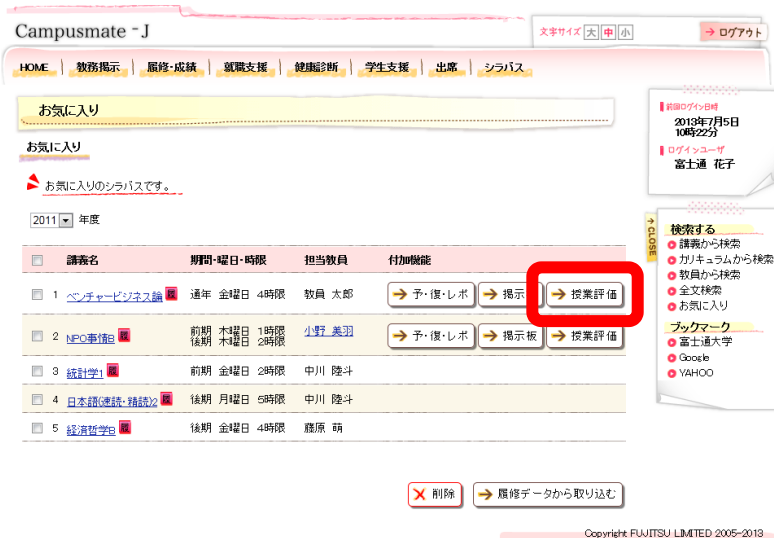 Campusmate-J
文字サイズ 大 中 小
→ ログアウト
HOME 教務掲示 履修・成績 就職支援 健康診断 学生支援 出席 シラバス
お気に入り
前回ログイン日時
2013年7月5日
10時22分
ログインユーザ
富士通 花子
お気に入り
お気に入りのシラバスです。
2011 年度
講義名 期間・曜日・時限 担当教員 付加機能
1 ベンチャービジネス論 履 通年 金曜日 4時限 教員 太郎 → 予・復・レポ → 掲示 → 授業評価
2 NPO事情B 履 前期 木曜日 1時限 小野 美羽 → 予・復・レポ → 掲示板 → 授業評価
後期 木曜日 2時限
3 統計学1 履 前期 金曜日 2時限 中川 陸斗
4 日本語(速読・精読)2 履 後期 月曜日 5時限 中川 陸斗
5 経済哲学B 履 後期 金曜日 4時限 藤原 萌
× 削除 → 履修データから取り込む
→ CLOSE
検索する
講義から検索
カリキュラムから検索
教員から検索
全文検索
お気に入り
ブックマーク
富士通大学
Google
YAHOO
Copyright FUJITSU LIMITED 2005-2013